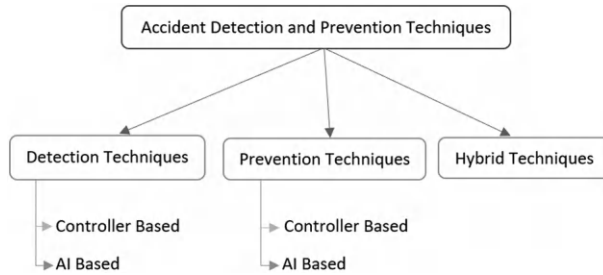 Accident Detection and Prevention Techniques
Detection Techniques
Prevention Techniques
Hybrid Techniques
Controller Based
AI Based
Controller Based
AI Based